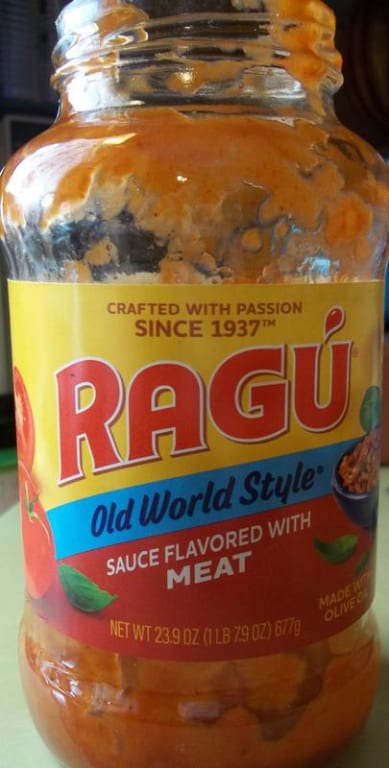 CRAFTED WITH PASSION
SINCE 1937™
RAGÚ®
Old World Style®
SAUCE FLAVORED WITH
MEAT
MADE WITH
OLIVE OIL
NET WT 23.9 OZ (1 LB 7.9 OZ) 677g